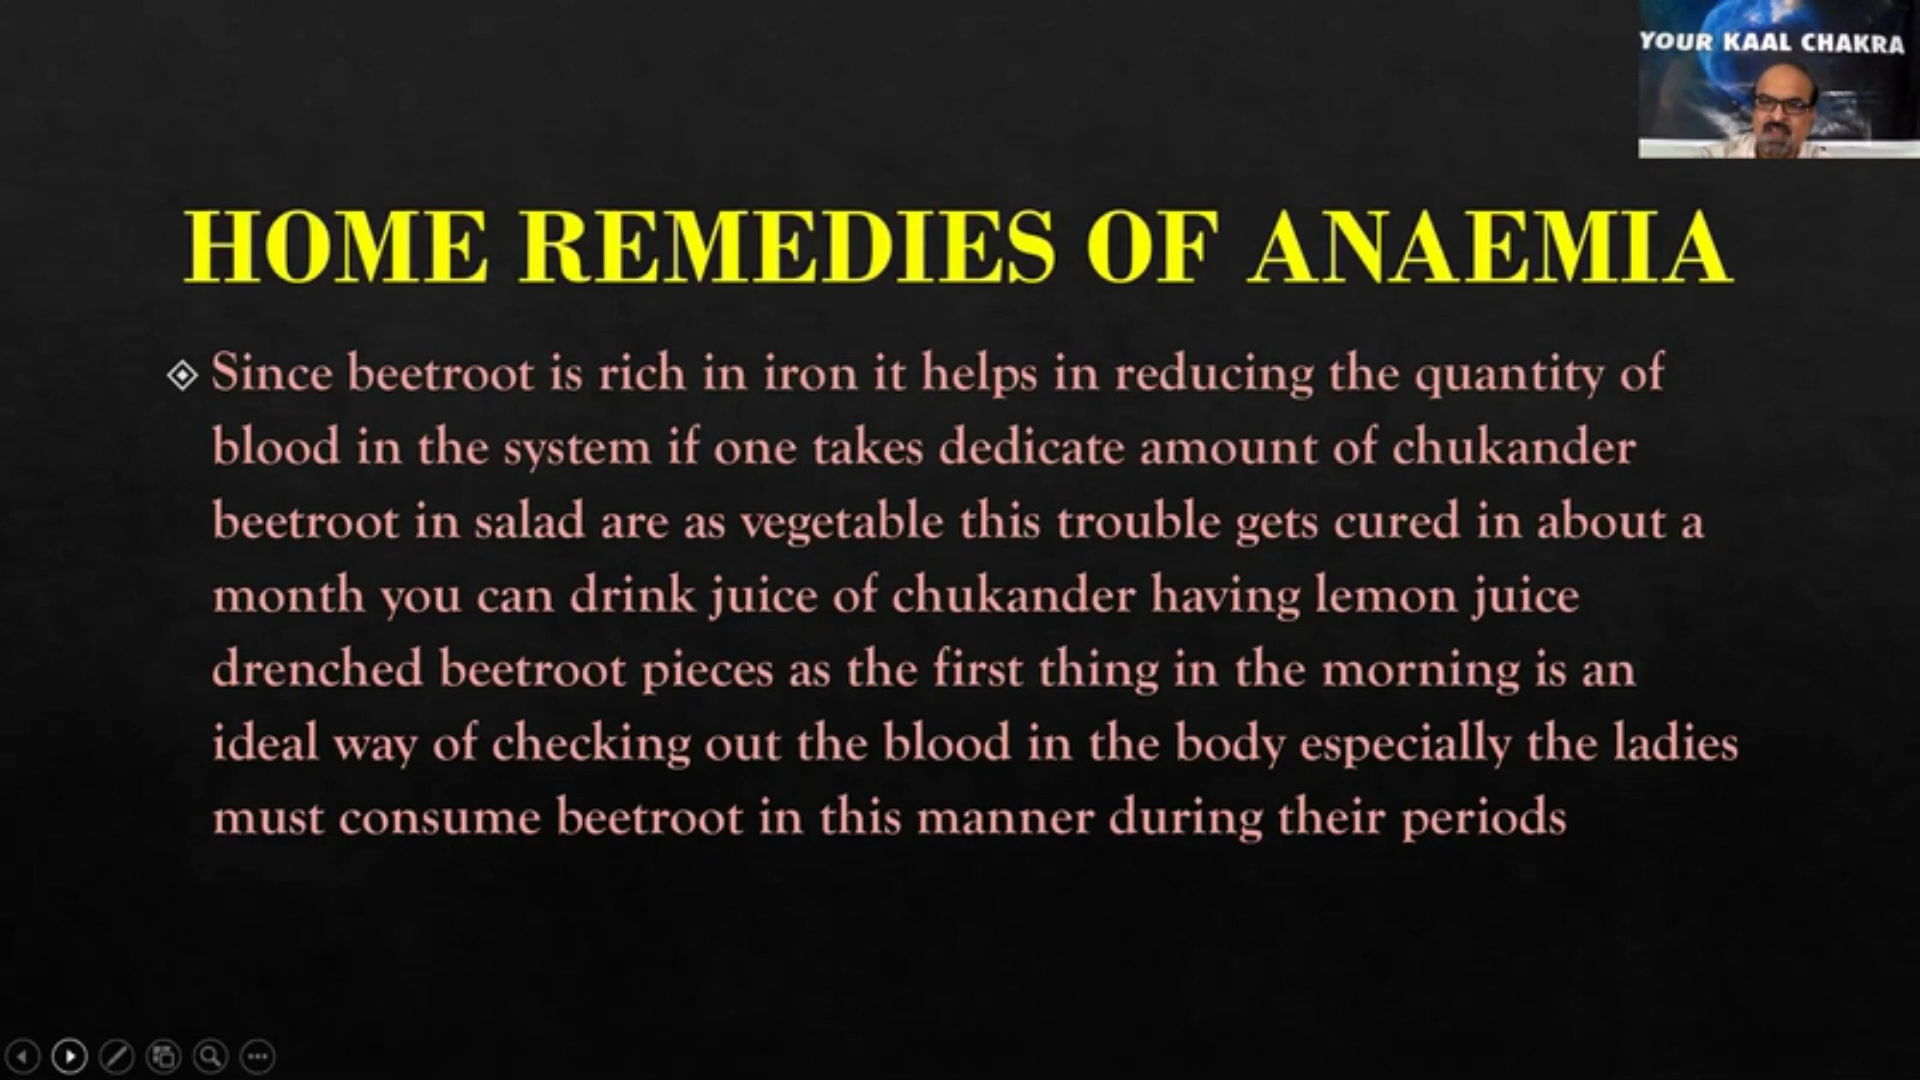 YOUR KAAL CHAKRA
HOME REMEDIES OF ANAEMIA
Since beetroot is rich in iron it helps in reducing the quantity of
blood in the system if one takes dedicate amount of chukander
beetroot in salad are as vegetable this trouble gets cured in about a
month you can drink juice of chukander having lemon juice
drenched beetroot pieces as the first thing in the morning is an
ideal way of checking out the blood in the body especially the ladies
must consume beetroot in this manner during their periods